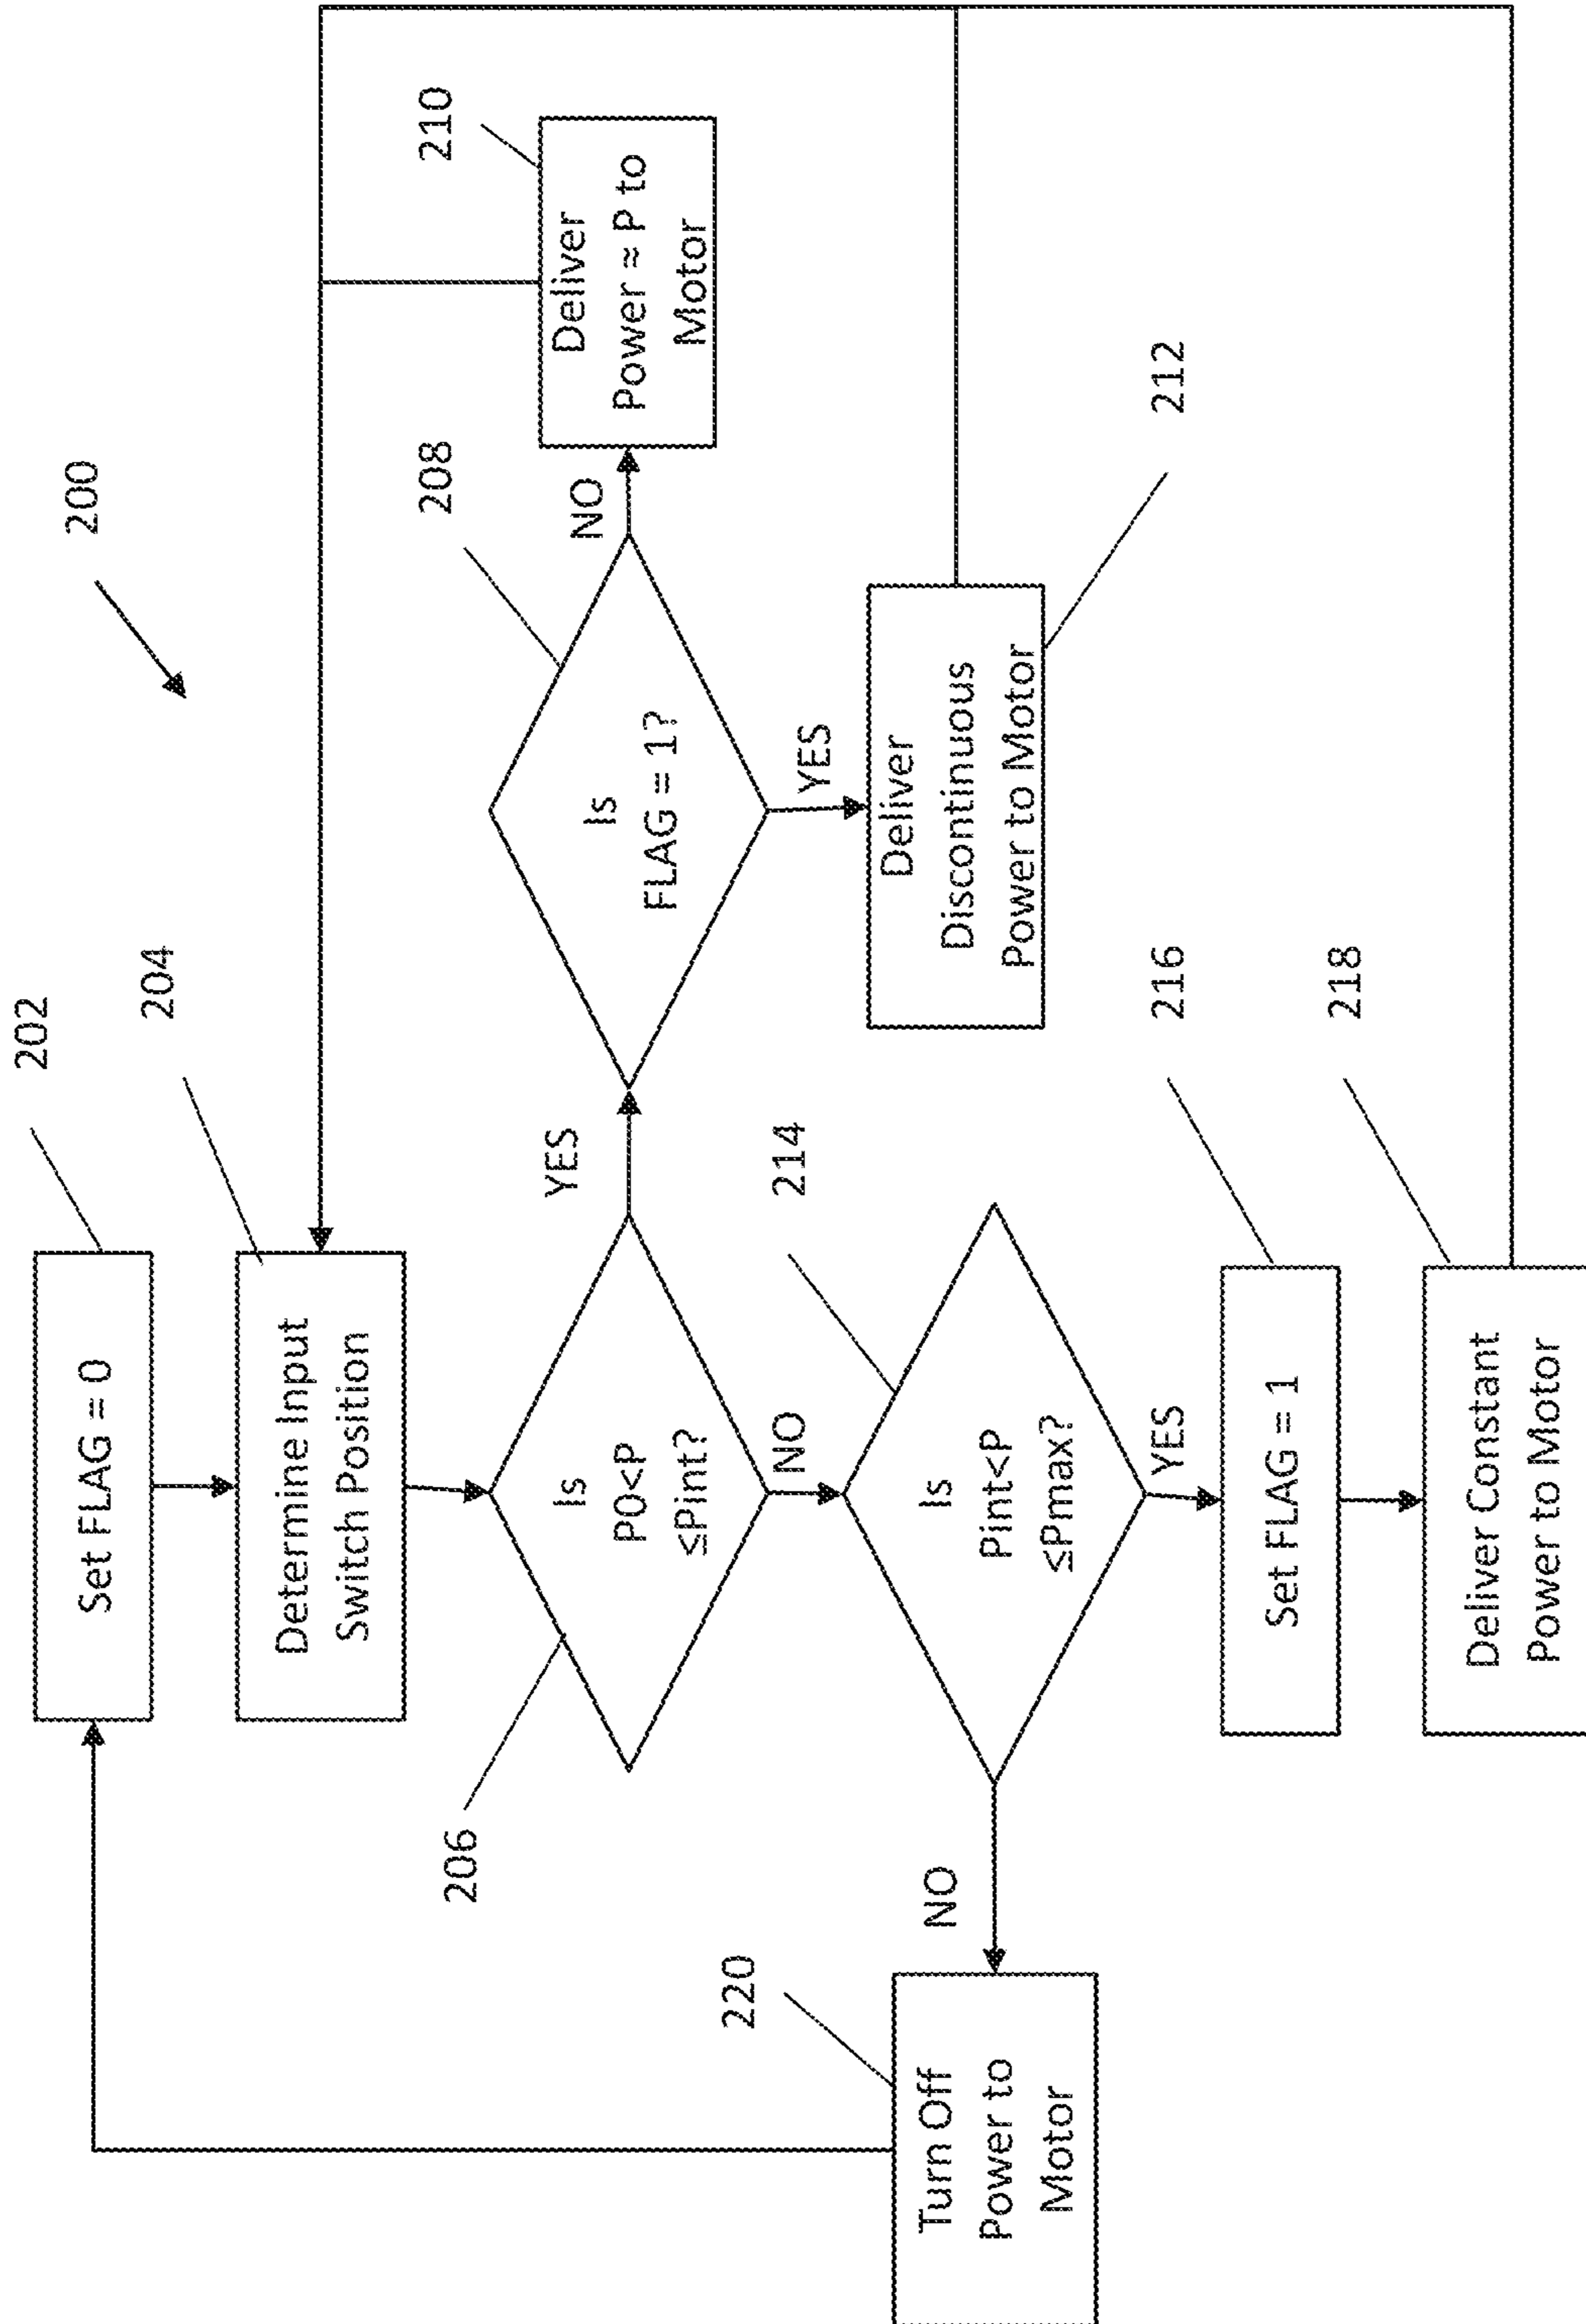 200
202
Set FLAG = 0
204
Determine Input
Switch Position
206
Is
P0<P
≤Pint?
YES
NO
208
Is
FLAG = 1?
NO
YES
210
Deliver
Power ≈ P to
Motor
212
Deliver
Discontinuous
Power to Motor
214
Is
Pint<P
≤Pmax?
YES
NO
216
Set FLAG = 1
218
Deliver Constant
Power to Motor
220
Turn Off
Power to
Motor